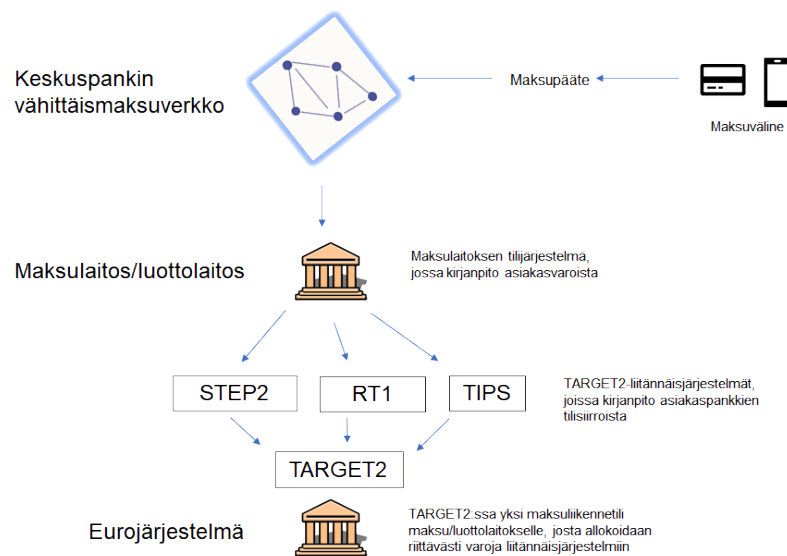 Keskuspankin
vähittäismaksuverkko
Maksupääte
Maksuväline
Maksulaitos/luottolaitos
Maksulaitoksen tilijärjestelmä,
jossa kirjanpito asiakasvaroista
STEP2
RT1
TIPS
TARGET2-liitännäisjärjestelmät,
joissa kirjanpito asiakaspankkien
tilisiirroista
TARGET2
Eurojärjestelmä
TARGET2:ssa yksi maksuliikennetili
maksu/luottolaitokselle, josta allokoidaan
riittävästi varoja liitännäisjärjestelmiin